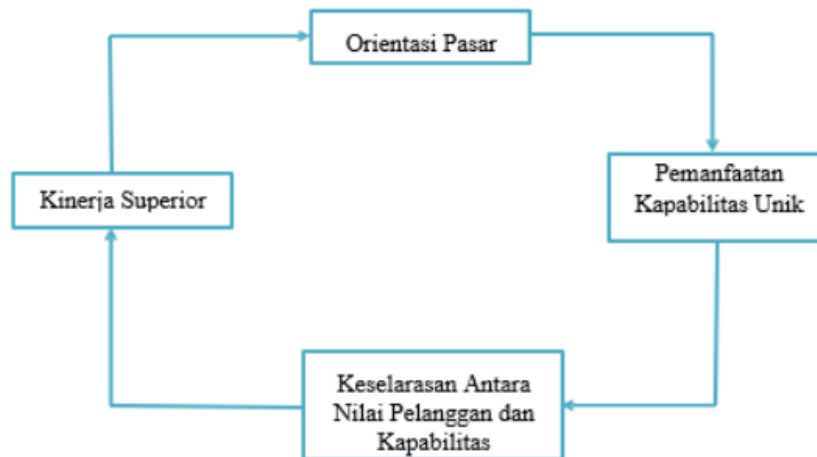 Orientasi Pasar
Pemanfaatan
Kapabilitas Unik
Kinerja Superior
Keselarasan Antara
Nilai Pelanggan dan
Kapabilitas